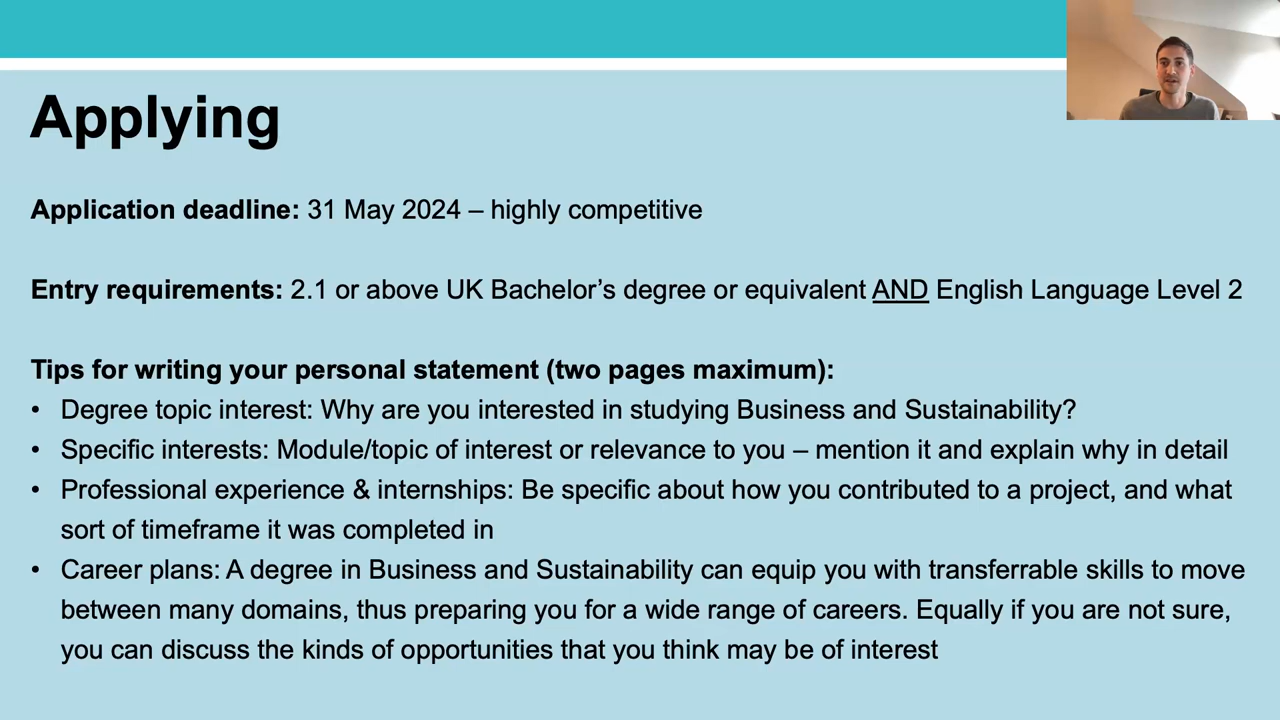 Applying
Application deadline: 31 May 2024 – highly competitive
Entry requirements: 2.1 or above UK Bachelor’s degree or equivalent AND English Language Level 2
Tips for writing your personal statement (two pages maximum):
• Degree topic interest: Why are you interested in studying Business and Sustainability?
• Specific interests: Module/topic of interest or relevance to you – mention it and explain why in detail
• Professional experience & internships: Be specific about how you contributed to a project, and what
sort of timeframe it was completed in
• Career plans: A degree in Business and Sustainability can equip you with transferrable skills to move
between many domains, thus preparing you for a wide range of careers. Equally if you are not sure,
you can discuss the kinds of opportunities that you think may be of interest